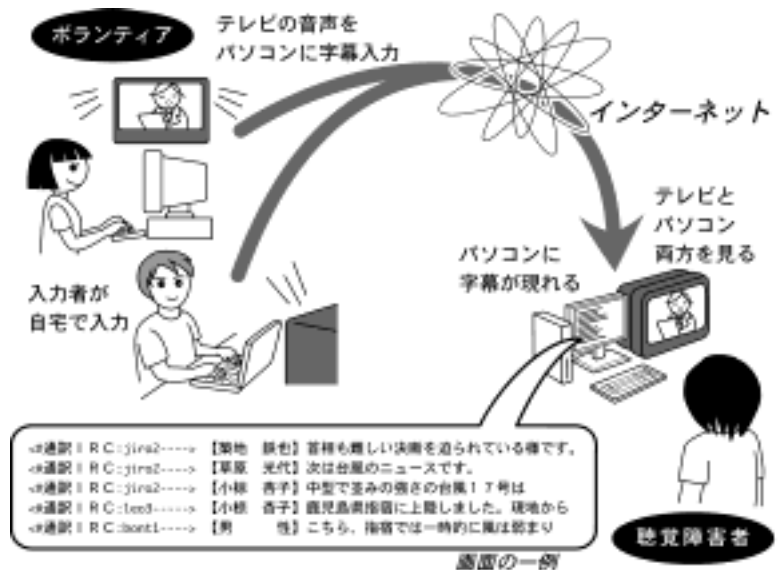 ボランティア
テレビの音声を
パソコンに字幕入力
インターネット
テレビと
パソコン
両方を見る
パソコンに
字幕が現れる
入力者が
自宅で入力
<#通訳ＩＲＣ:jiro2----> 【築地　鉄也】首相も難しい決断を迫られている様です。
<#通訳ＩＲＣ:jiro2----> 【草原　光代】次は台風のニュースです。
<#通訳ＩＲＣ:jiro2----> 【小椋　杏子】中型で並みの強さの台風１７号は
<#通訳ＩＲＣ:leo3-----> 【小椋　杏子】鹿児島県指宿に上陸しました。現地から
<#通訳ＩＲＣ:bont1----> 【男　　性】こちら、指宿では一時的に風は弱まり
画面の一例
聴覚障害者